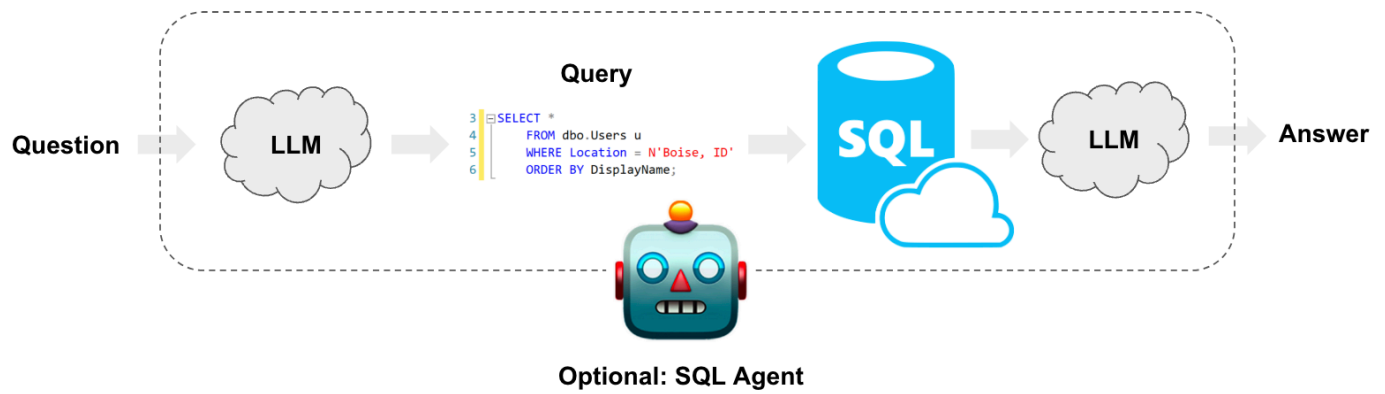 Question
LLM
Query
3 SELECT *
4 FROM dbo.Users u
5 WHERE Location = N'Boise, ID'
6 ORDER BY DisplayName;
SQL
LLM
Answer
Optional: SQL Agent